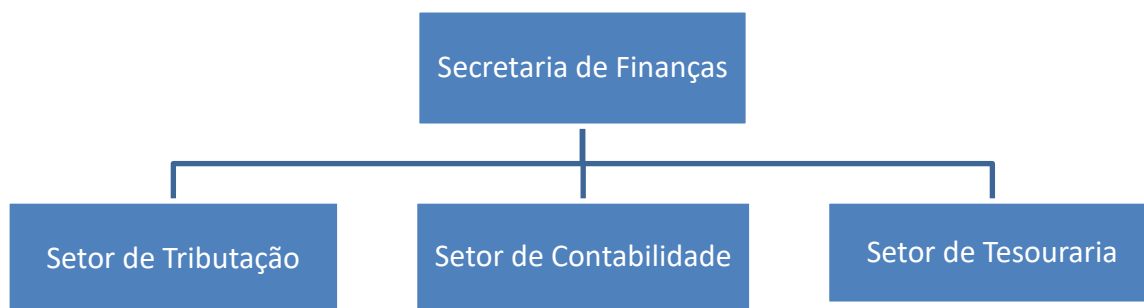 Secretaria de Finanças
Setor de Tributação
Setor de Contabilidade
Setor de Tesouraria